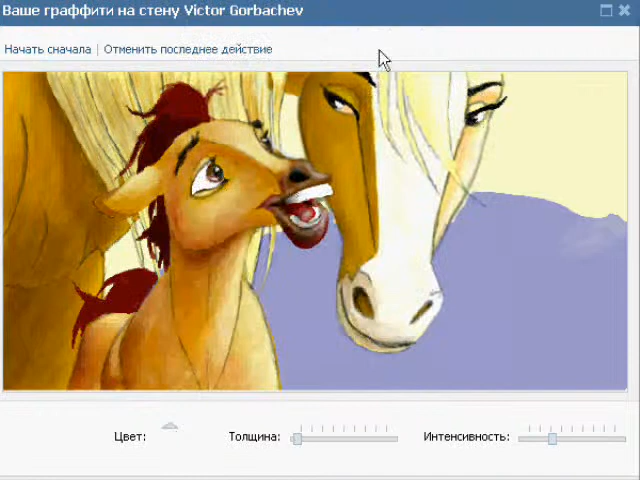 Ваше граффити на стену Victor Gorbachev
Начать сначала | Отменить последнее действие
Цвет: Толщина: Интенсивность: